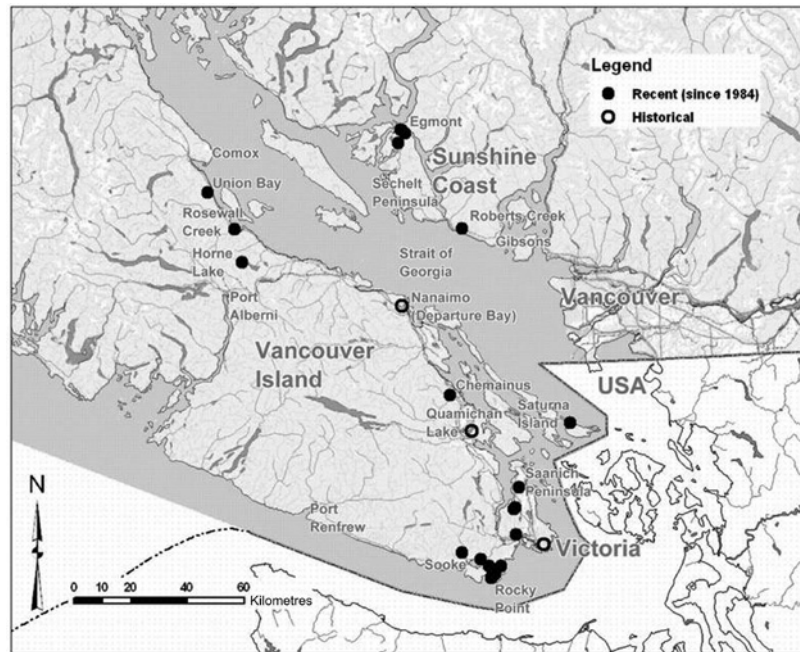 Legend
Recent (since 1984)
Historical
Egmont
Sunshine
Coast
Comox
Union Bay
Sechelt
Peninsula
Rosewall
Creek
Roberts Creek
Gibsons
Horne
Lake
Strait of
Georgia
Port
Alberni
Nanaimo
(Departure Bay)
Vancouver
Vancouver
Island
USA
Chemainus
Saturna
Island
Quamichan
Lake
Saanich
Peninsula
N
Port
Renfrew
Victoria
Sooke
Rocky
Point
0 10 20 40 60
Kilometres